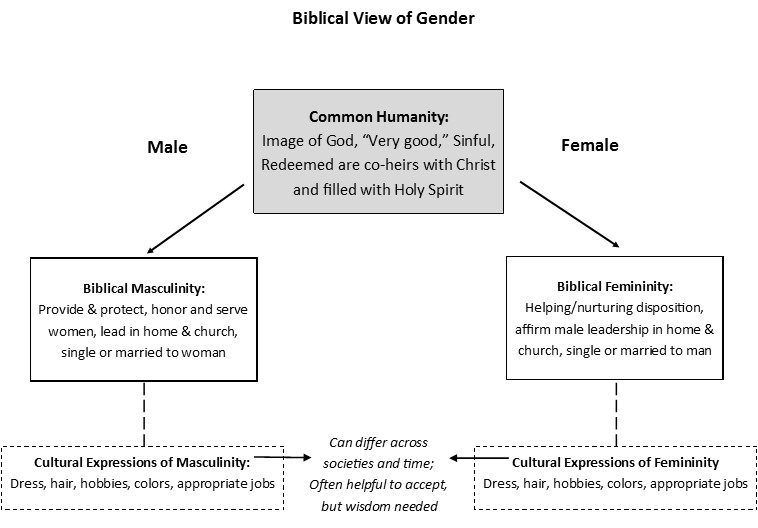 Biblical View of Gender
Common Humanity:
Image of God, “Very good,” Sinful,
Redeemed are co-heirs with Christ
and filled with Holy Spirit
Male
Female
Biblical Masculinity:
Provide & protect, honor and serve
women, lead in home & church,
single or married to woman
Biblical Femininity:
Helping/nurturing disposition,
affirm male leadership in home &
church, single or married to man
Cultural Expressions of Masculinity:
Dress, hair, hobbies, colors, appropriate jobs
Can differ across
societies and time;
Often helpful to accept,
but wisdom needed
Cultural Expressions of Femininity
Dress, hair, hobbies, colors, appropriate jobs